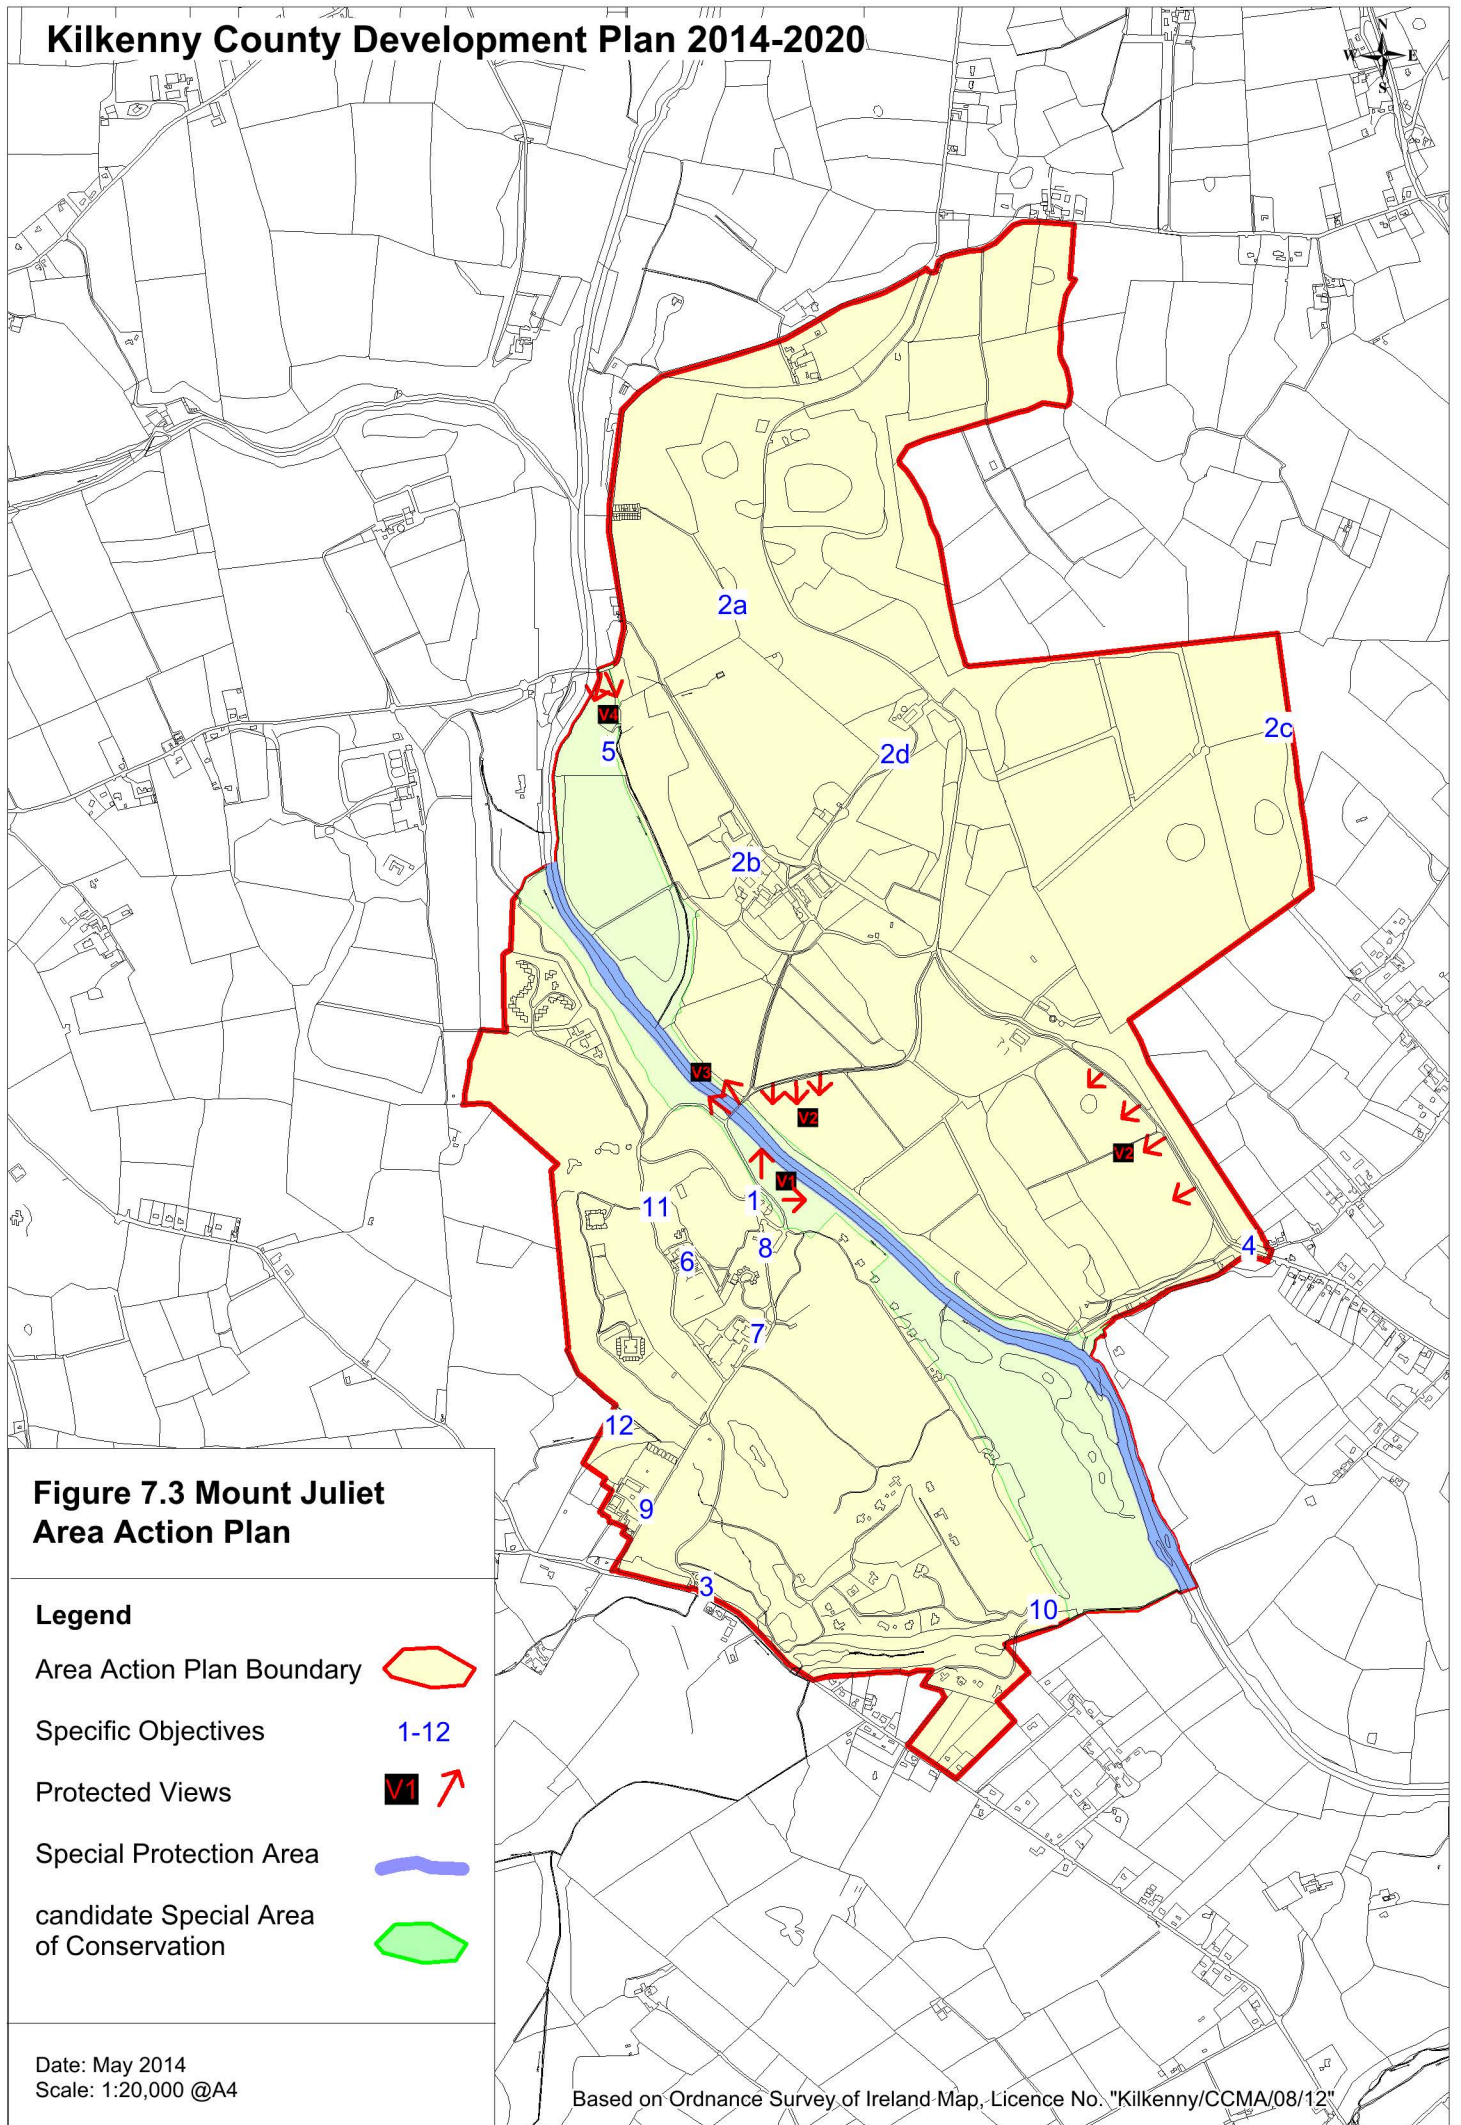 Kilkenny County Development Plan 2014-2020
N
W E
S
2a
2c
V4
5
2d
2b
V3
V2
V2
V1
1
11
8
4
6
7
12
9
3
10
Figure 7.3 Mount Juliet
Area Action Plan
Legend
Area Action Plan Boundary
Specific Objectives 1-12
Protected Views V1
Special Protection Area
candidate Special Area
of Conservation
Date: May 2014
Scale: 1:20,000 @A4
Based on Ordnance Survey of Ireland Map, Licence No. "Kilkenny/CCMA/08/12"